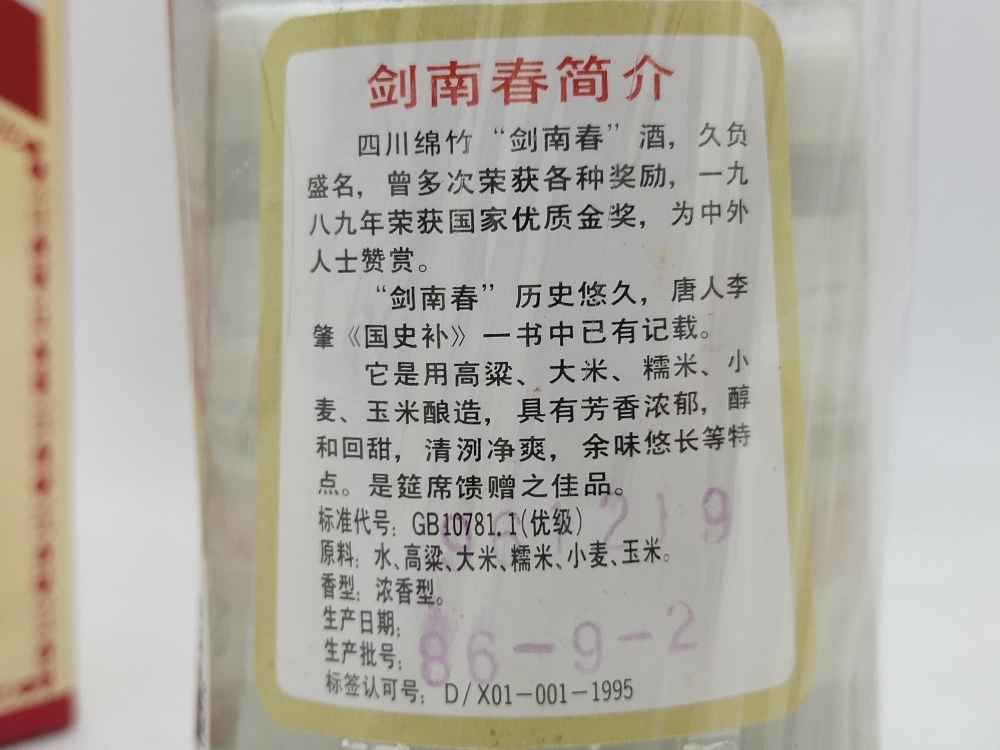 剑南春简介
四川绵竹“剑南春”酒，久负
盛名，曾多次荣获各种奖励，一九
八九年荣获国家优质金奖，为中外
人士赞赏。
“剑南春”历史悠久，唐人李
肇《国史补》一书中已有记载。
它是用高粱、大米、糯米、小
麦、玉米酿造，具有芳香浓郁，醇
和回甜，清洌净爽，余味悠长等特
点。是筵席馈赠之佳品。
标准代号：GB10781.1(优级)
原料：水、高粱、大米、糯米、小麦、玉米。
香型：浓香型。
生产日期：
生产批号：86-9-2
标签认可号：D/X01-001-1995